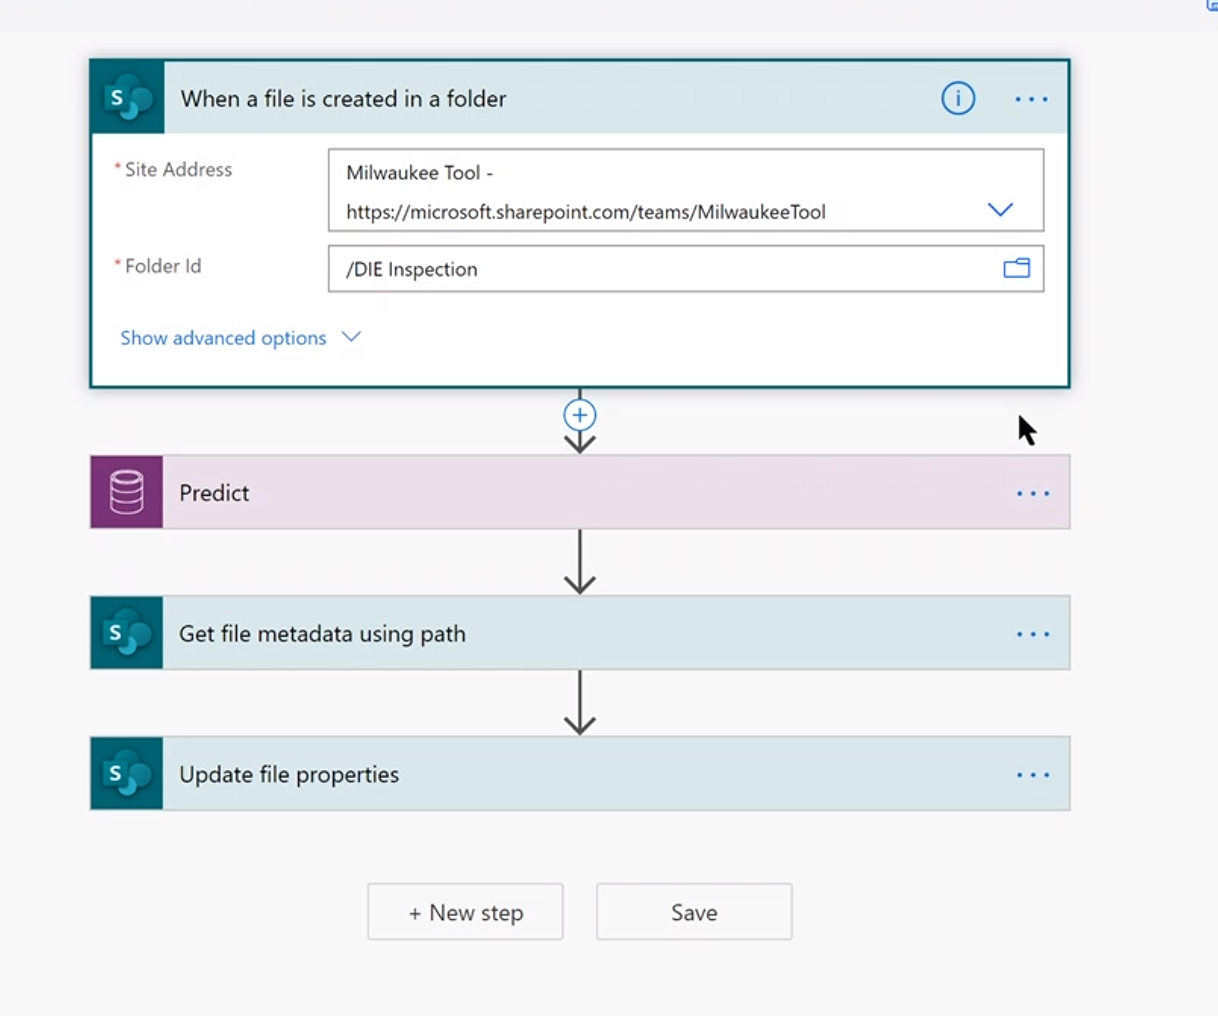 When a file is created in a folder
* Site Address
Milwaukee Tool -
https://microsoft.sharepoint.com/teams/MilwaukeeTool
* Folder Id
/DIE Inspection
Show advanced options
Predict
Get file metadata using path
Update file properties
+ New step
Save